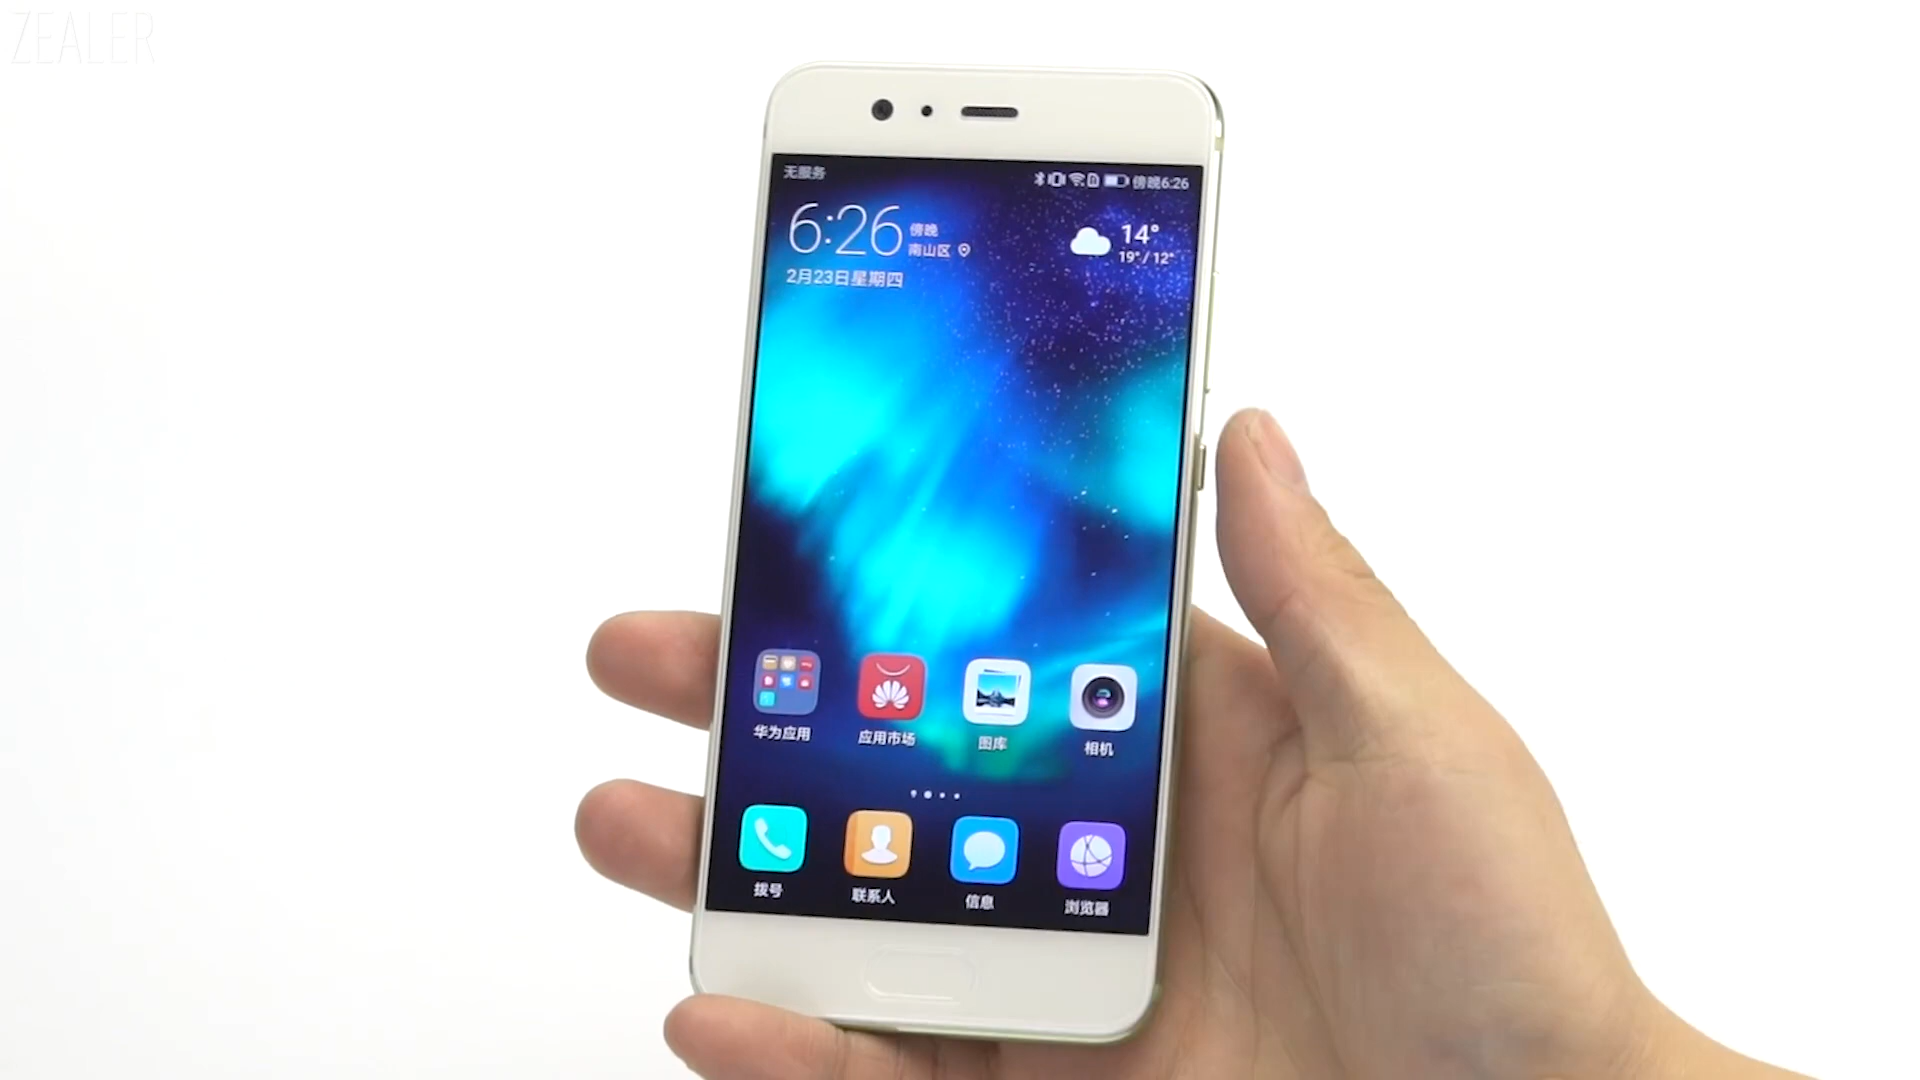 ZEALER
无服务
傍晚6:26
6:26
傍晚
南山区
2月23日星期四
14°
19° / 12°
华为应用
应用市场
图库
相机
拨号
联系人
信息
浏览器